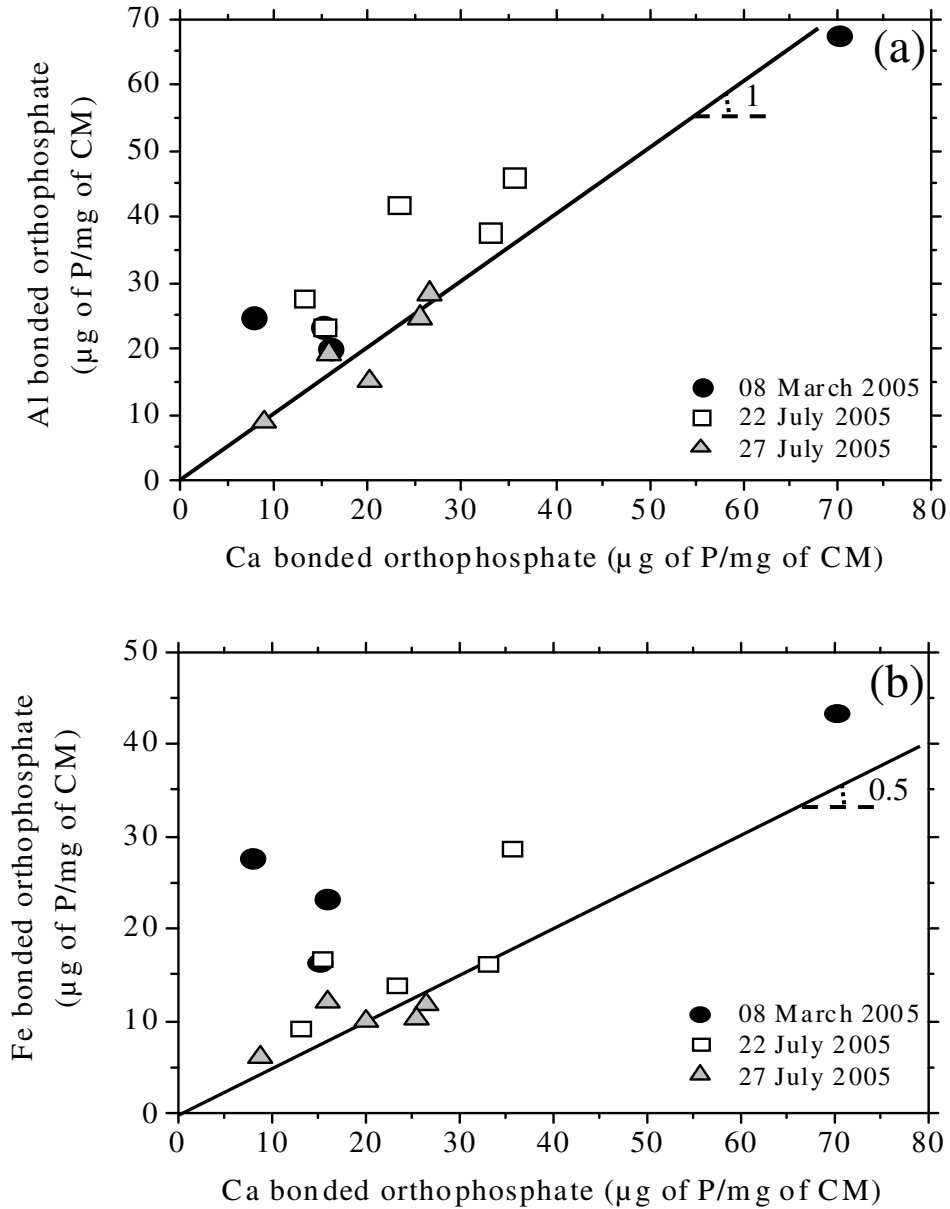 70
60
50
40
30
20
10
0
Al bonded orthophosphate
(µg of P/mg of CM)
(a)
1
08 March 2005
22 July 2005
27 July 2005
0 10 20 30 40 50 60 70 80
Ca bonded orthophosphate (µg of P/mg of CM)
50
40
30
20
10
0
Fe bonded orthophosphate
(µg of P/mg of CM)
(b)
0.5
08 March 2005
22 July 2005
27 July 2005
0 10 20 30 40 50 60 70 80
Ca bonded orthophosphate (µg of P/mg of CM)